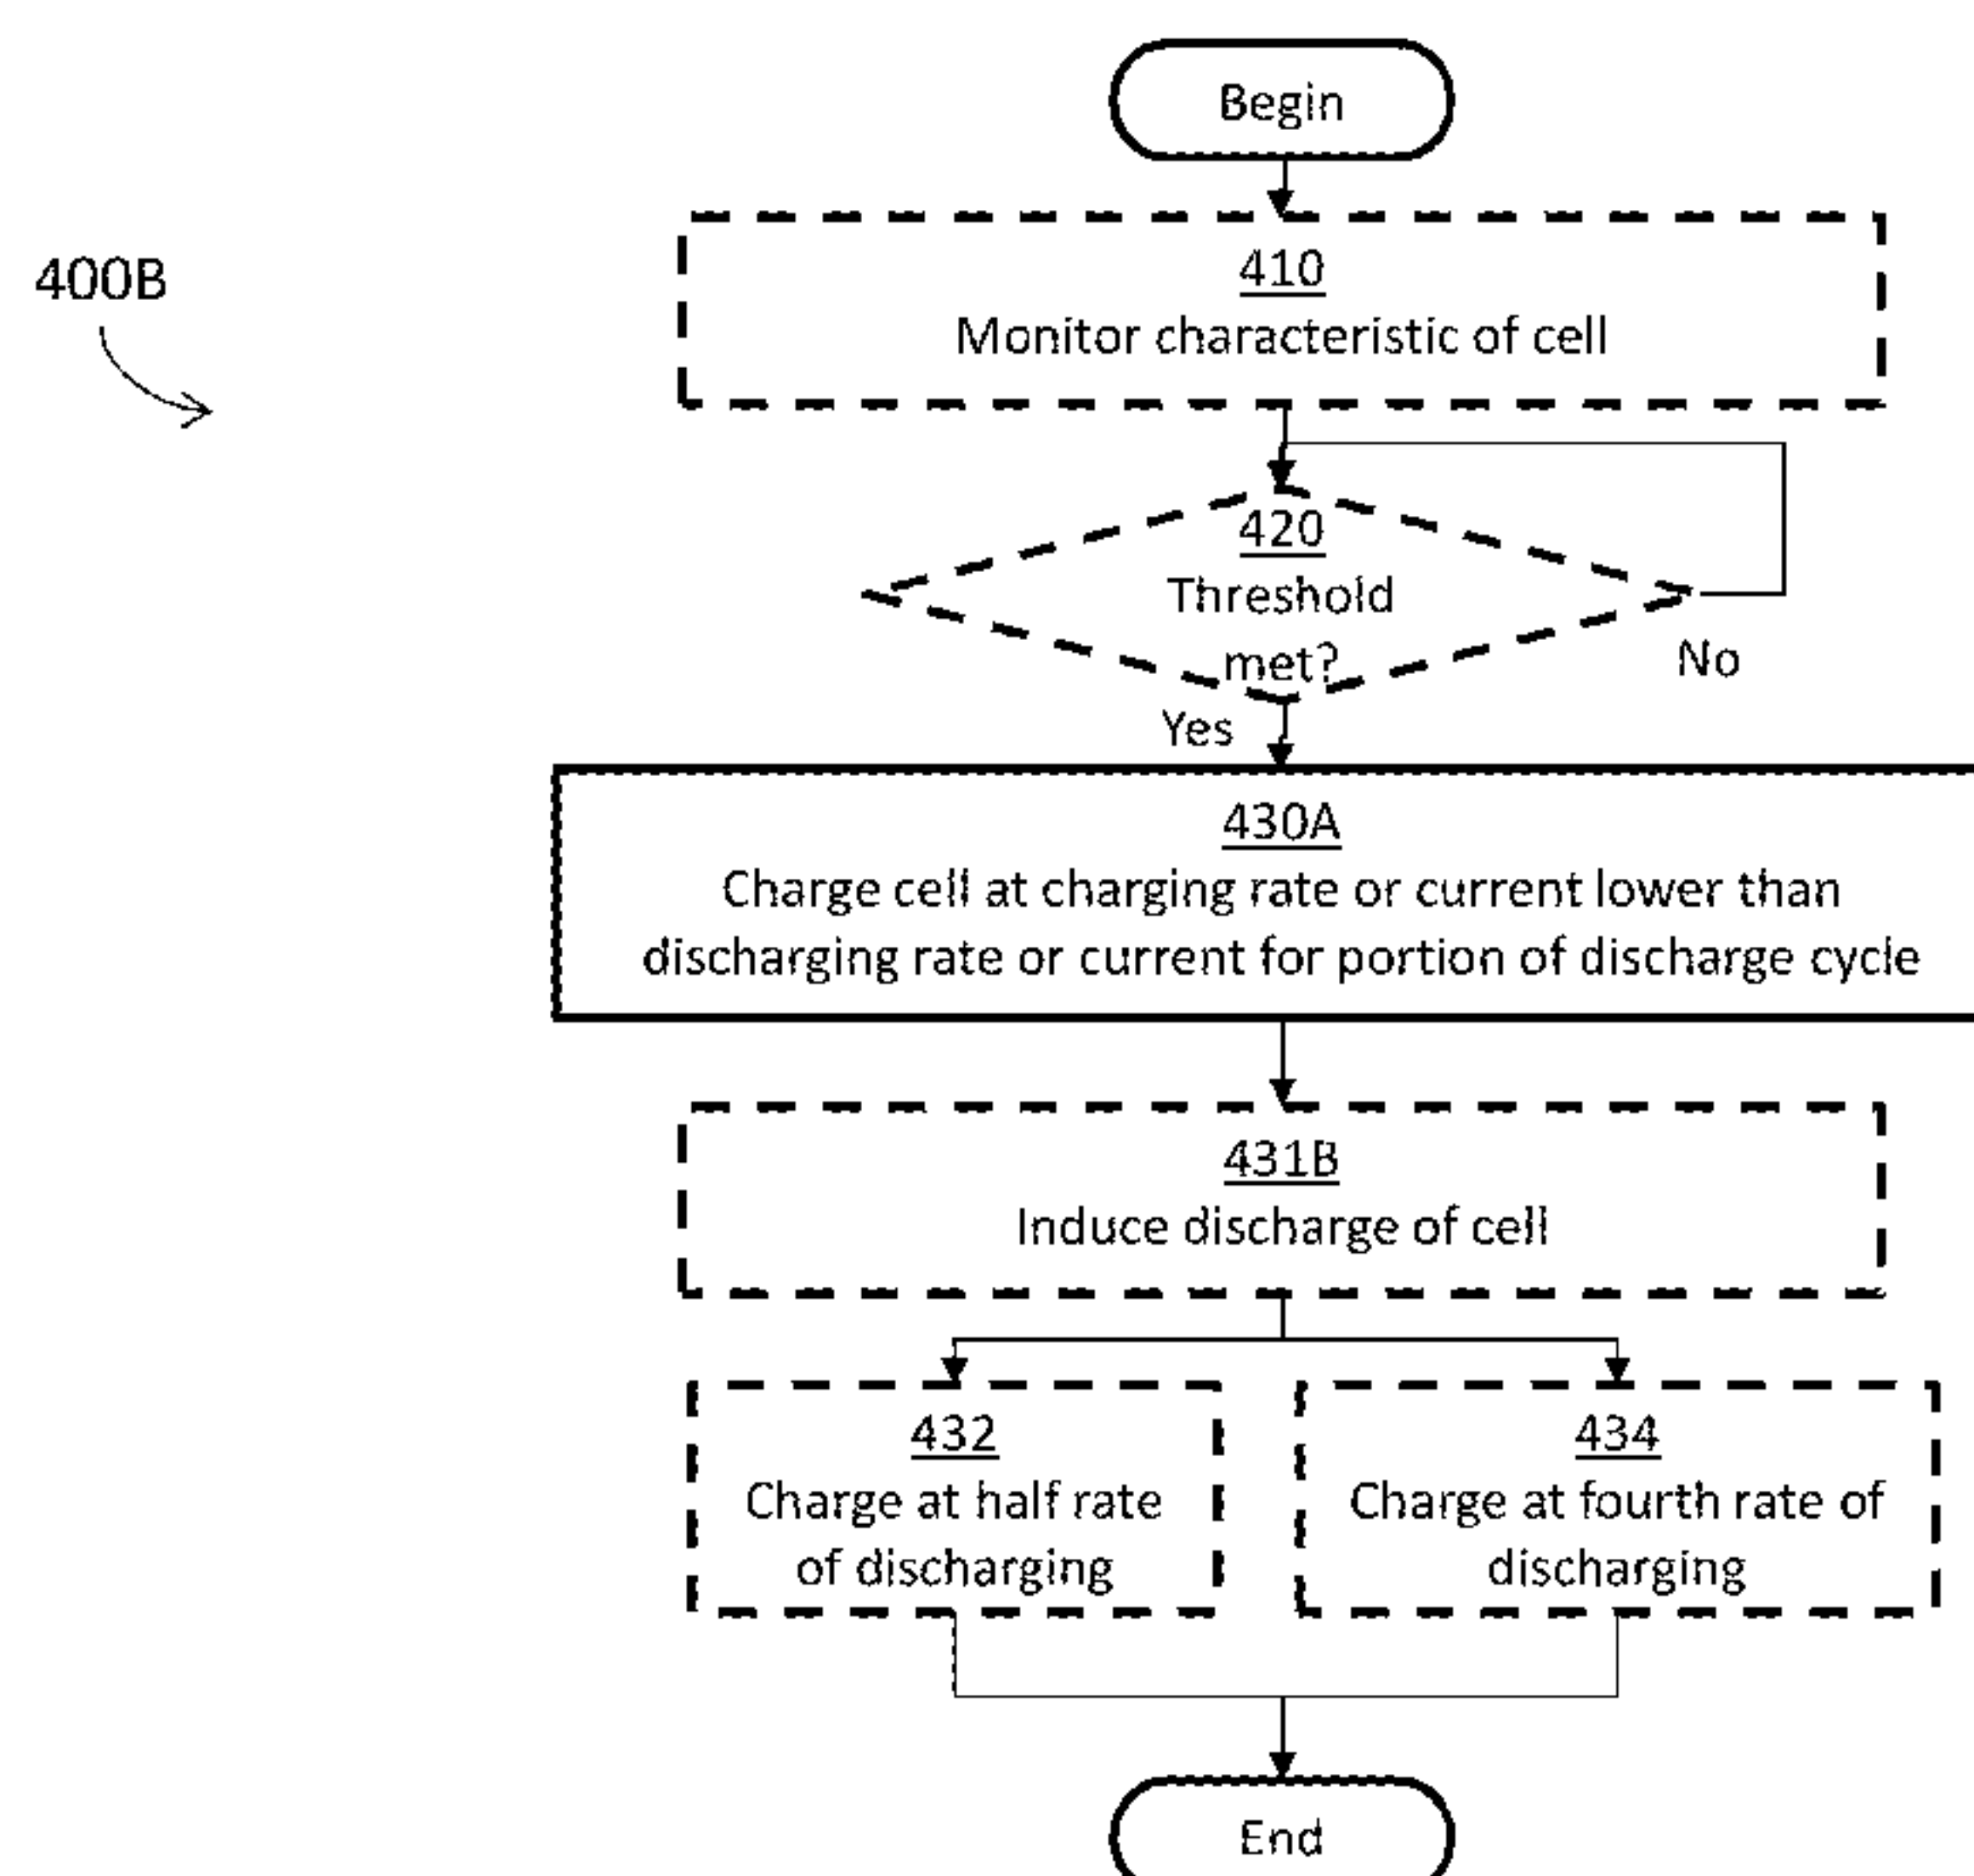 Begin
400B
410
Monitor characteristic of cell
420
Threshold
met?
No
Yes
430A
Charge cell at charging rate or current lower than
discharging rate or current for portion of discharge cycle
431B
Induce discharge of cell
432
Charge at half rate
of discharging
434
Charge at fourth rate of
discharging
End